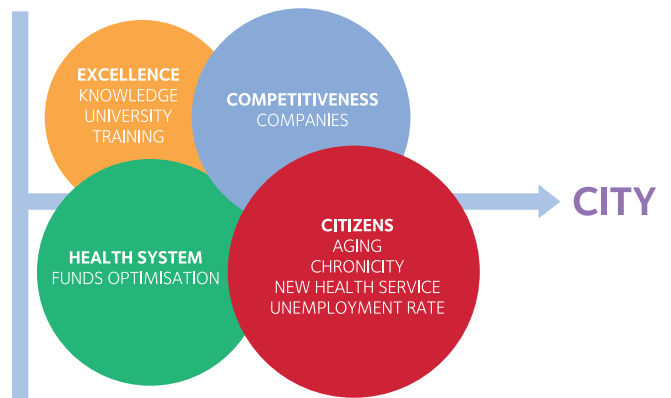 EXCELLENCE
KNOWLEDGE
UNIVERSITY
TRAINING
COMPETITIVENESS
COMPANIES
HEALTH SYSTEM
FUNDS OPTIMISATION
CITIZENS
AGING
CHRONICITY
NEW HEALTH SERVICE
UNEMPLOYMENT RATE
CITY